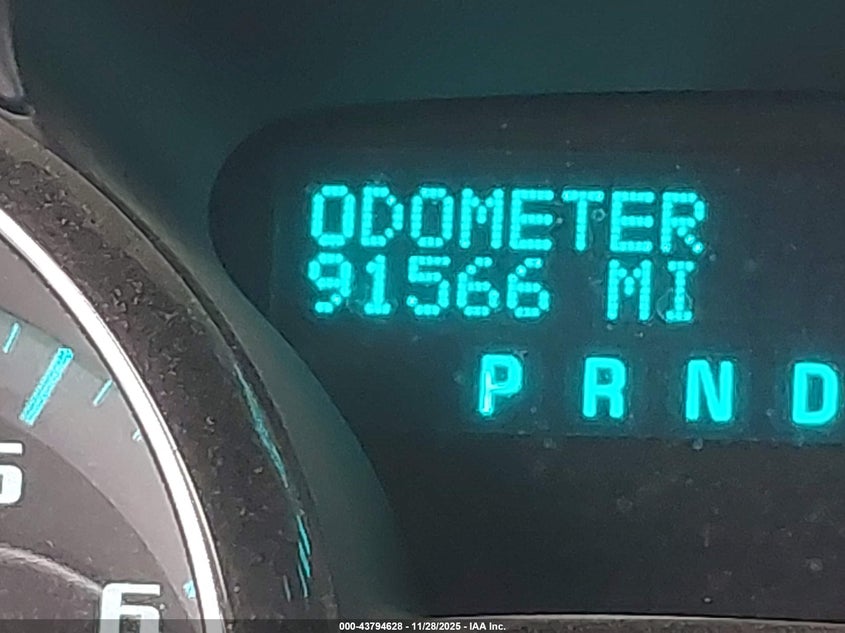 ODOMETER
91566 MI
P R N D
5
6
000-43794628 - 11/28/2025 - IAA Inc.